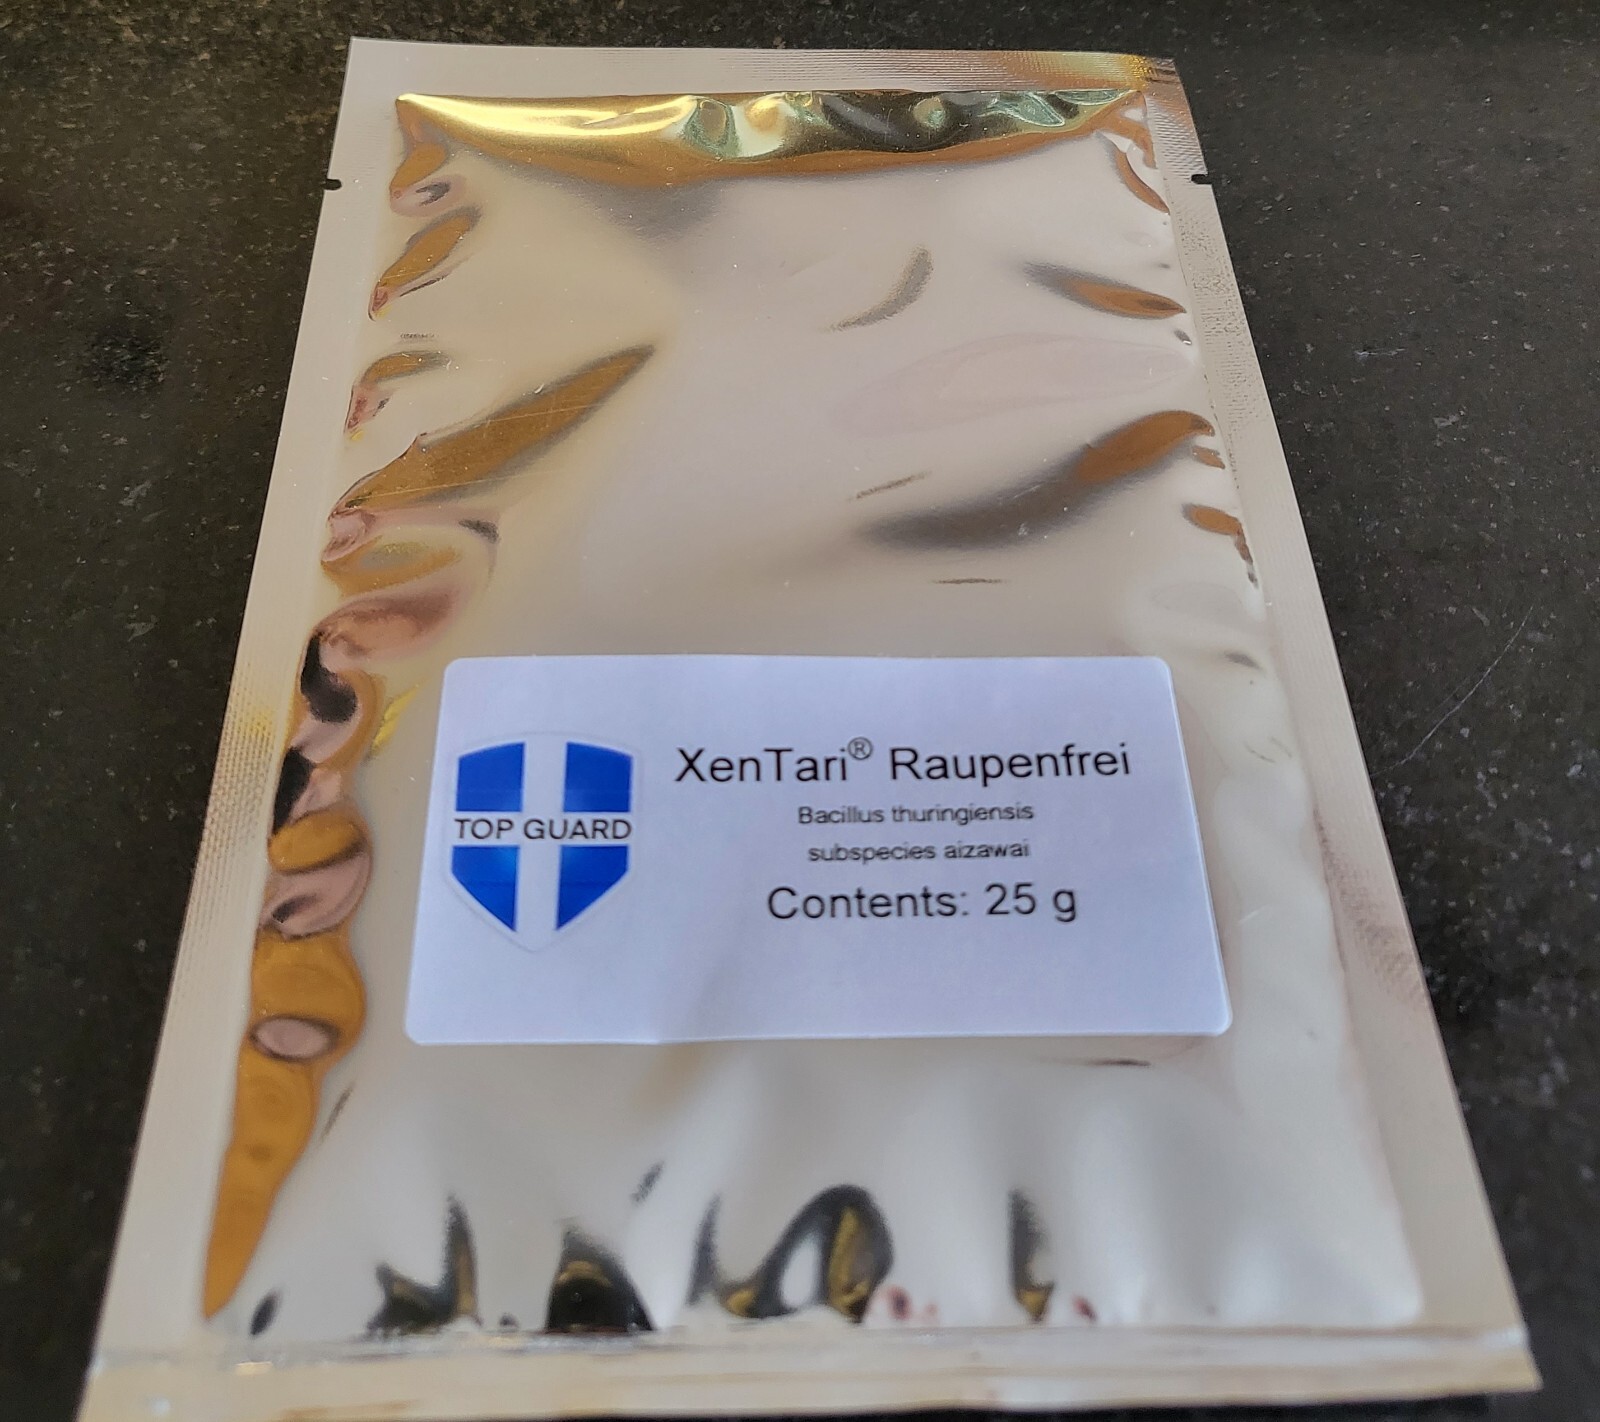 TOP GUARD
XenTari® Raupenfrei
Bacillus thuringiensis
subspecies aizawai
Contents: 25 g